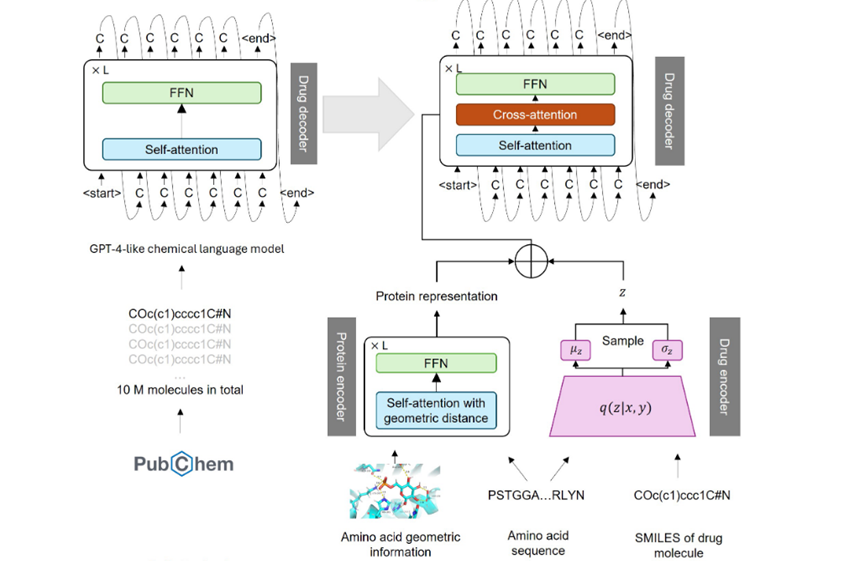 C C C C C <end>
× L
FFN
Self-attention
Drug decoder
<start> C C C C C C <end>
GPT-4-like chemical language model
COc(c1)cccc1C#N
COc(c1)cccc1C#N
COc(c1)cccc1C#N
COc(c1)cccc1C#N
...
10 M molecules in total
PubChem
C C C C C C <end>
× L
FFN
Cross-attention
Self-attention
Drug decoder
<start> C C C C C C <end>
Protein representation
z
Protein encoder
× L
FFN
Self-attention with
geometric distance
Sample
μz
σz
q(z|x, y)
Drug encoder
PSTGGA...RLYN
COc(c1)ccc1C#N
Amino acid geometric
information
Amino acid
sequence
SMILES of drug
molecule